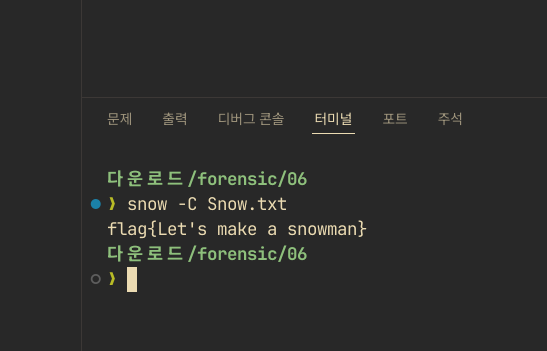 문제 출력 디버그 콘솔 터미널 포트 주석
다운로드/forensic/06
❯ snow -C Snow.txt
flag{Let's make a snowman}
다운로드/forensic/06
❯